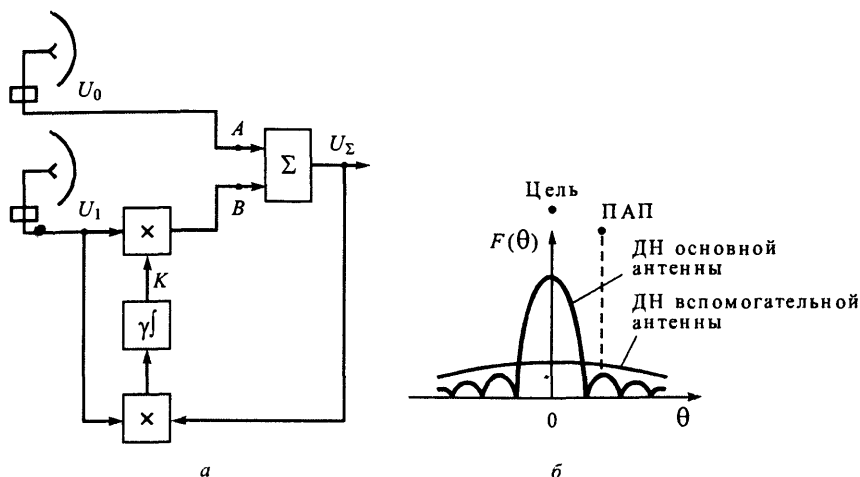 U₀
A
U_Σ
Σ
U₁
B
×
K
γ∫
×
а
Цель
ПАП
F(θ)
ДН основной
антенны
ДН вспомогательной
антенны
0
θ
б